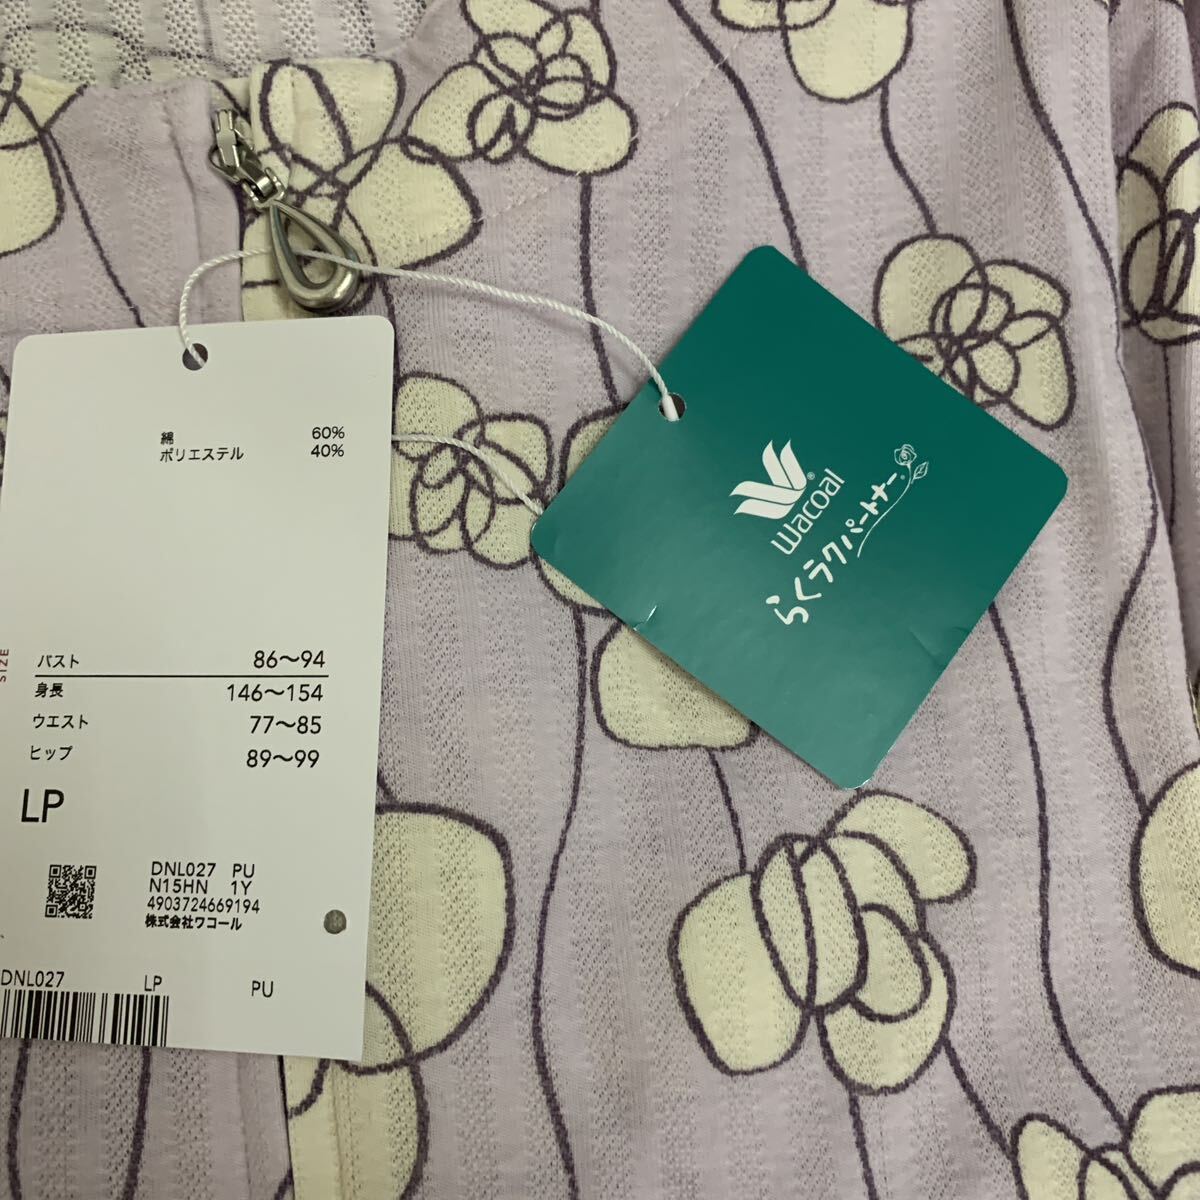 綿 60%
ポリエステル 40%
SIZE
バスト 86～94
身長 146～154
ウエスト 77～85
ヒップ 89～99
LP
DNL027 PU
N15HN 1Y
4903724669194
株式会社ワコール
DNL027 LP PU
Wacoal®
らくラクパートナー®